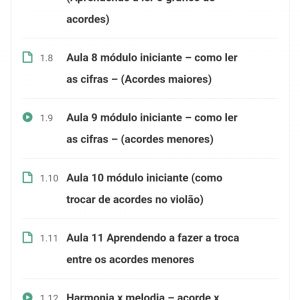 acordes)
1.8 Aula 8 módulo iniciante – como ler
as cifras – (Acordes maiores)
1.9 Aula 9 módulo iniciante – como ler
as cifras – (acordes menores)
1.10 Aula 10 módulo iniciante (como
trocar de acordes no violão)
1.11 Aula 11 Aprendendo a fazer a troca
entre os acordes menores
1.12 Harmonia x melodia – acorde x